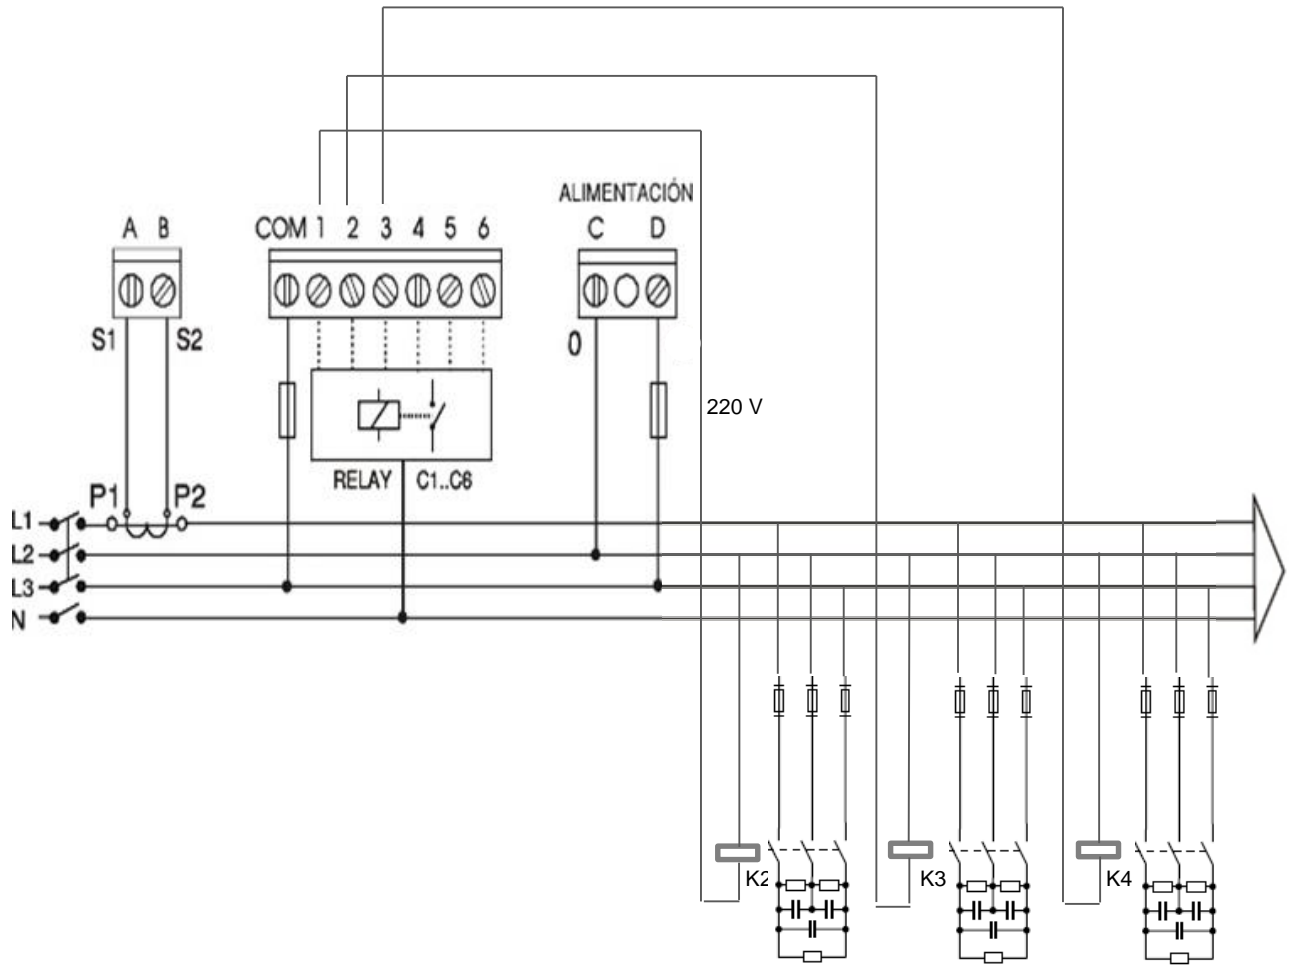 ALIMENTACIÓN
A B
COM 1 2 3 4 5 6
C D
S1 S2
0
220 V
RELAY C1..C6
P1 P2
L1
L2
L3
N
K2
K3
K4